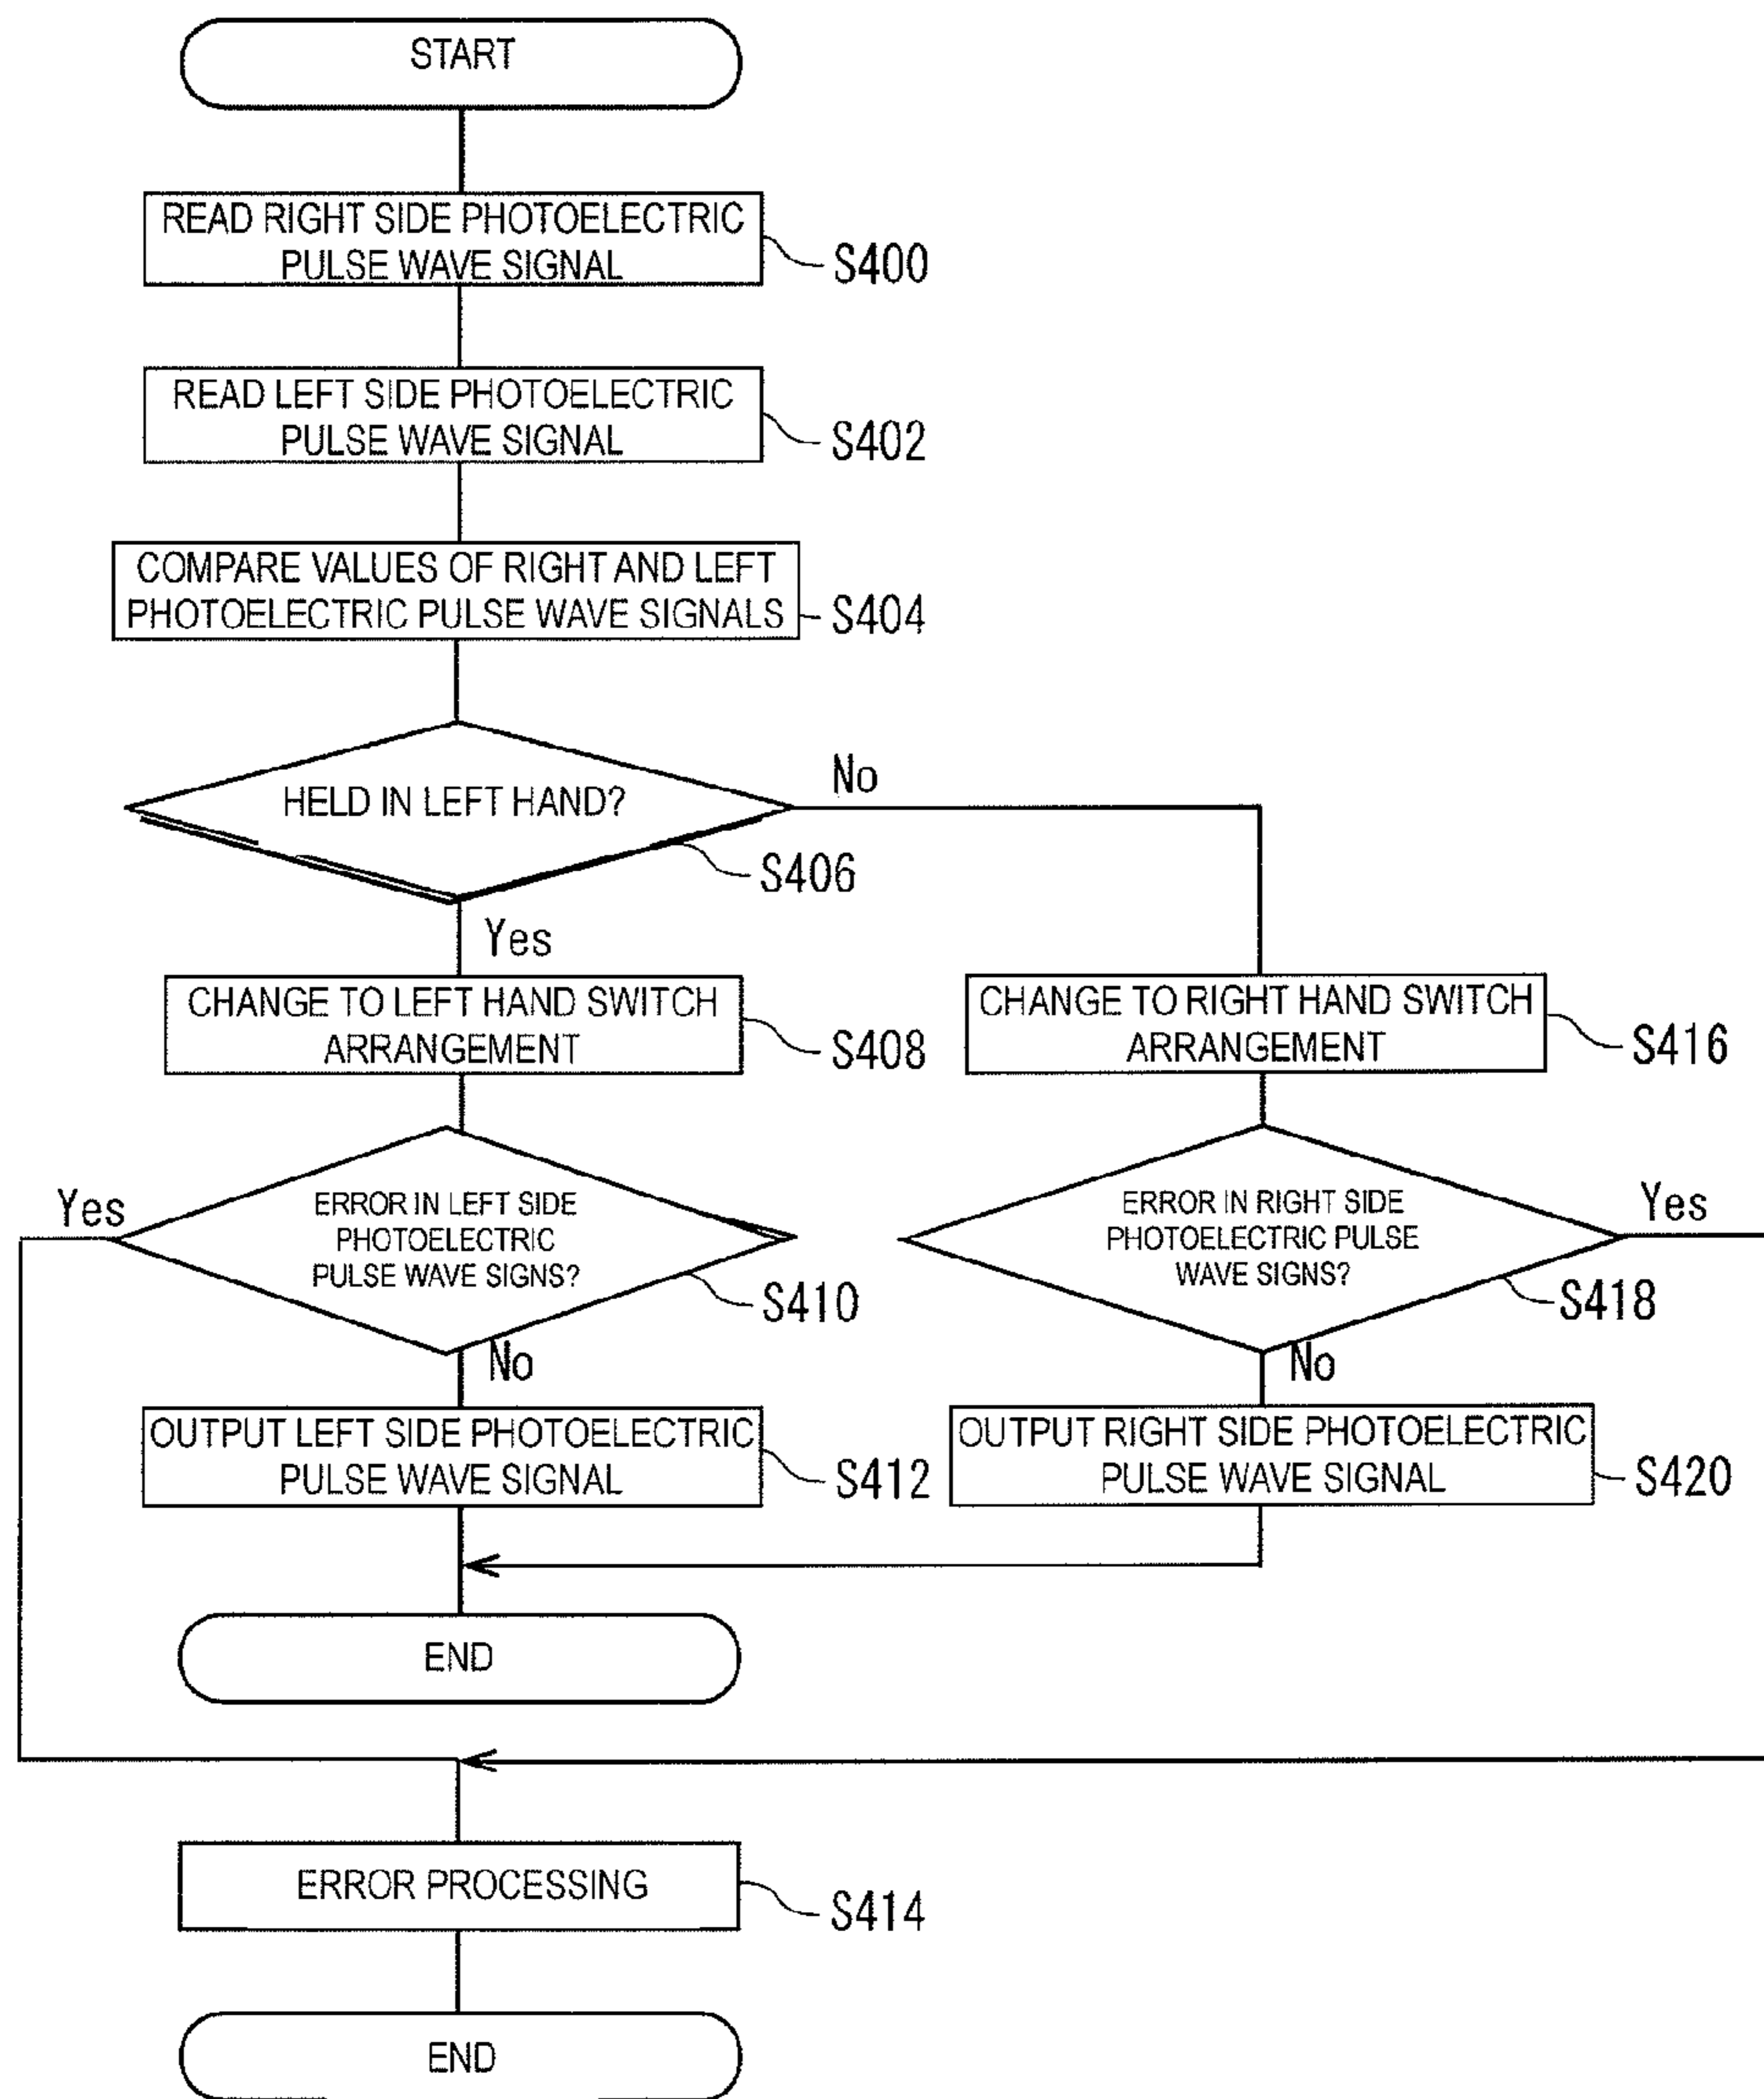 START
READ RIGHT SIDE PHOTOELECTRIC
PULSE WAVE SIGNAL
S400
READ LEFT SIDE PHOTOELECTRIC
PULSE WAVE SIGNAL
S402
COMPARE VALUES OF RIGHT AND LEFT
PHOTOELECTRIC PULSE WAVE SIGNALS
S404
HELD IN LEFT HAND?
No
S406
Yes
CHANGE TO LEFT HAND SWITCH
ARRANGEMENT
S408
CHANGE TO RIGHT HAND SWITCH
ARRANGEMENT
S416
Yes
ERROR IN LEFT SIDE
PHOTOELECTRIC
PULSE WAVE SIGNS?
S410
No
ERROR IN RIGHT SIDE
PHOTOELECTRIC PULSE
WAVE SIGNS?
Yes
S418
No
OUTPUT LEFT SIDE PHOTOELECTRIC
PULSE WAVE SIGNAL
S412
OUTPUT RIGHT SIDE PHOTOELECTRIC
PULSE WAVE SIGNAL
S420
END
ERROR PROCESSING
S414
END